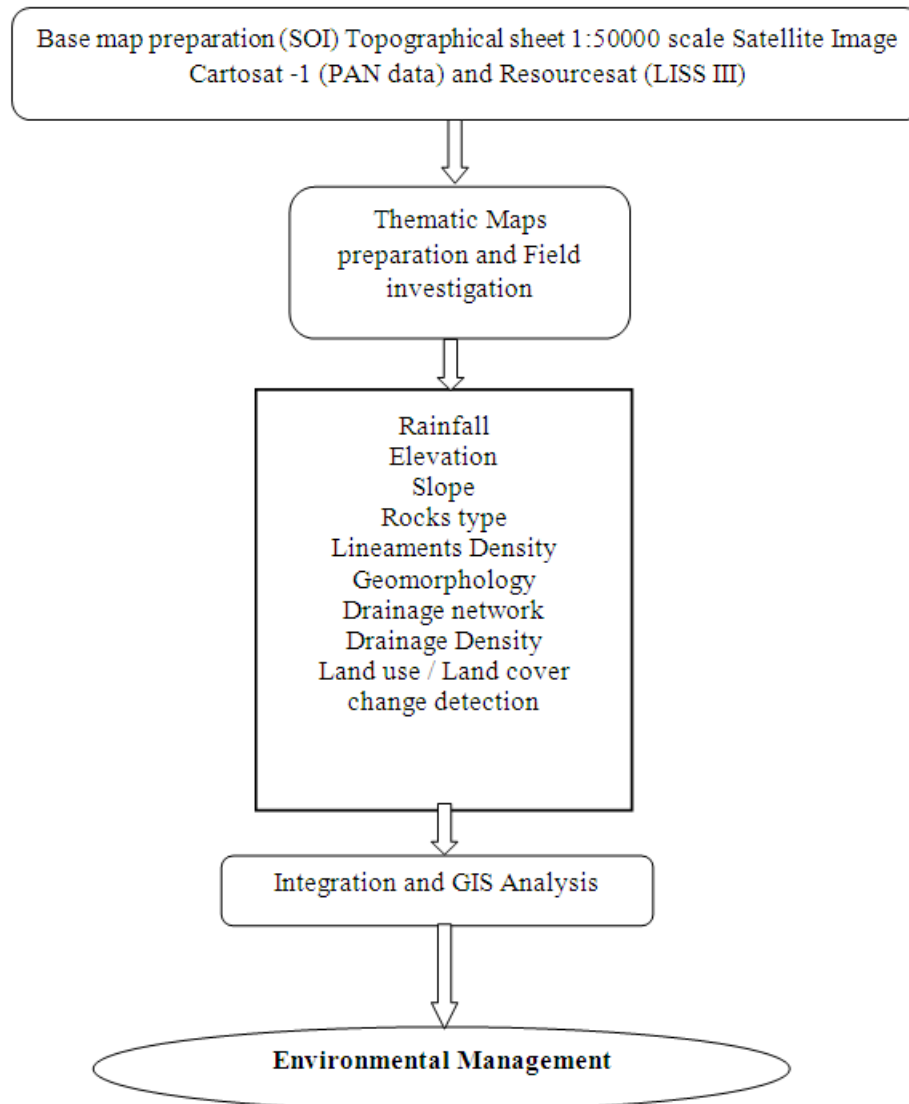 Base map preparation (SOI) Topographical sheet 1:50000 scale Satellite Image
Cartosat -1 (PAN data) and Resourcesat (LISS III)
Thematic Maps
preparation and Field
investigation
Rainfall
Elevation
Slope
Rocks type
Lineaments Density
Geomorphology
Drainage network
Drainage Density
Land use / Land cover
change detection
Integration and GIS Analysis
Environmental Management